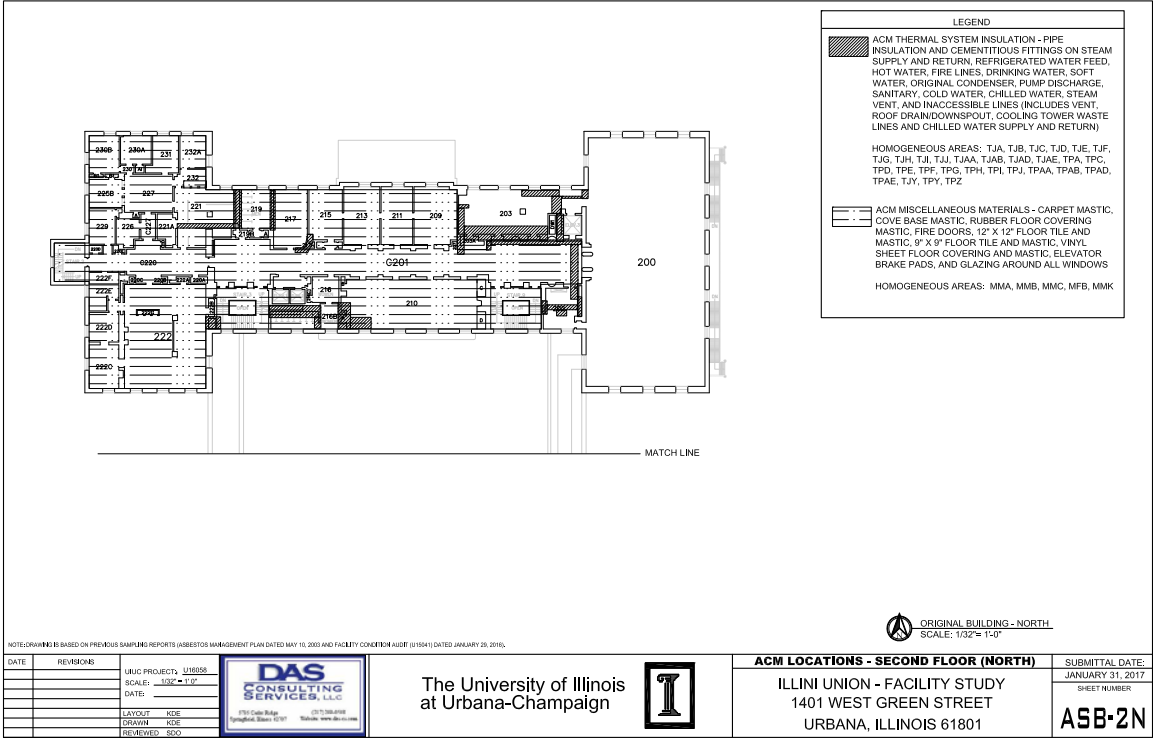 LEGEND
ACM THERMAL SYSTEM INSULATION - PIPE
INSULATION AND CEMENTITIOUS FITTINGS ON STEAM
SUPPLY AND RETURN, REFRIGERATED WATER FEED,
HOT WATER, FIRE LINES, DRINKING WATER, SOFT
WATER, ORIGINAL CONDENSER, PUMP DISCHARGE,
SANITARY, COLD WATER, CHILLED WATER, STEAM
VENT, AND INACCESSIBLE LINES (INCLUDES VENT,
ROOF DRAIN/DOWNSPOUT, COOLING TOWER WASTE
LINES AND CHILLED WATER SUPPLY AND RETURN)
HOMOGENEOUS AREAS: TJA, TJB, TJC, TJD, TJE, TJF,
TJG, TJH, TJI, TJJ, TJAA, TJAB, TJAD, TJAE, TPA, TPC,
TPD, TPE, TPF, TPG, TPH, TPI, TPJ, TPAA, TPAB, TPAD,
TPAE, TJY, TPY, TPZ
ACM MISCELLANEOUS MATERIALS - CARPET MASTIC,
COVE BASE MASTIC, RUBBER FLOOR COVERING
MASTIC, FIRE DOORS, 12" X 12" FLOOR TILE AND
MASTIC, 9" X 9" FLOOR TILE AND MASTIC, VINYL
SHEET FLOOR COVERING AND MASTIC, ELEVATOR
BRAKE PADS, AND GLAZING AROUND ALL WINDOWS
HOMOGENEOUS AREAS: MMA, MMB, MMC, MFB, MMK
230B 230A 231 232A
230
232
225B 227 221 219 217 215 213 211 209 203
229 226 C227 221A
C220 C201 200
222F
222E
216 210
216B
222D
222
222C
MATCH LINE
ORIGINAL BUILDING - NORTH
SCALE: 1/32"= 1'-0"
NOTE: DRAWING IS BASED ON PREVIOUS SAMPLING REPORTS (ASBESTOS MANAGEMENT PLAN DATED MAY 10, 2003 AND FACILITY CONDITION AUDIT (U15041) DATED JANUARY 29, 2016).
DATE REVISIONS
UIUC PROJECT: U16058
SCALE: 1/32" = 1' 0"
DATE:
LAYOUT KDE
DRAWN KDE
REVIEWED SDO
DAS
CONSULTING
SERVICES, LLC
The University of Illinois
at Urbana-Champaign
I
ACM LOCATIONS - SECOND FLOOR (NORTH)
ILLINI UNION - FACILITY STUDY
1401 WEST GREEN STREET
URBANA, ILLINOIS 61801
SUBMITTAL DATE:
JANUARY 31, 2017
SHEET NUMBER
ASB-2N